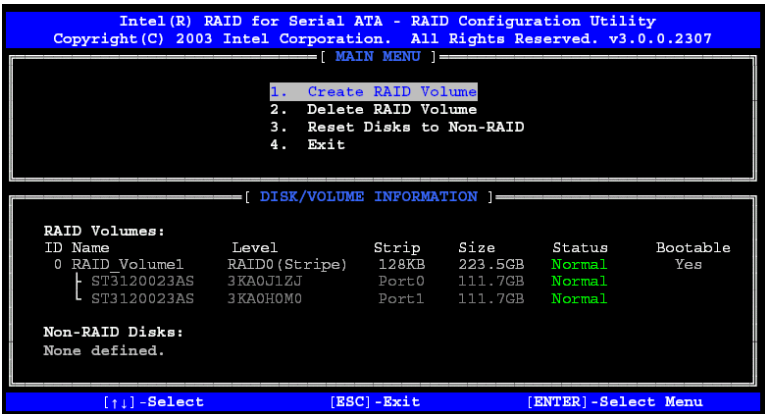 Intel(R) RAID for Serial ATA - RAID Configuration Utility
Copyright(C) 2003 Intel Corporation. All Rights Reserved. v3.0.0.2307
[ MAIN MENU ]
1. Create RAID Volume
2. Delete RAID Volume
3. Reset Disks to Non-RAID
4. Exit
[ DISK/VOLUME INFORMATION ]
RAID Volumes:
ID Name Level Strip Size Status Bootable
0 RAID_Volume1 RAID0(Stripe) 128KB 223.5GB Normal Yes
ST3120023AS 3KA0J1ZJ Port0 111.7GB Normal
ST3120023AS 3KA0H0M0 Port1 111.7GB Normal
Non-RAID Disks:
None defined.
[↑↓]-Select [ESC]-Exit [ENTER]-Select Menu